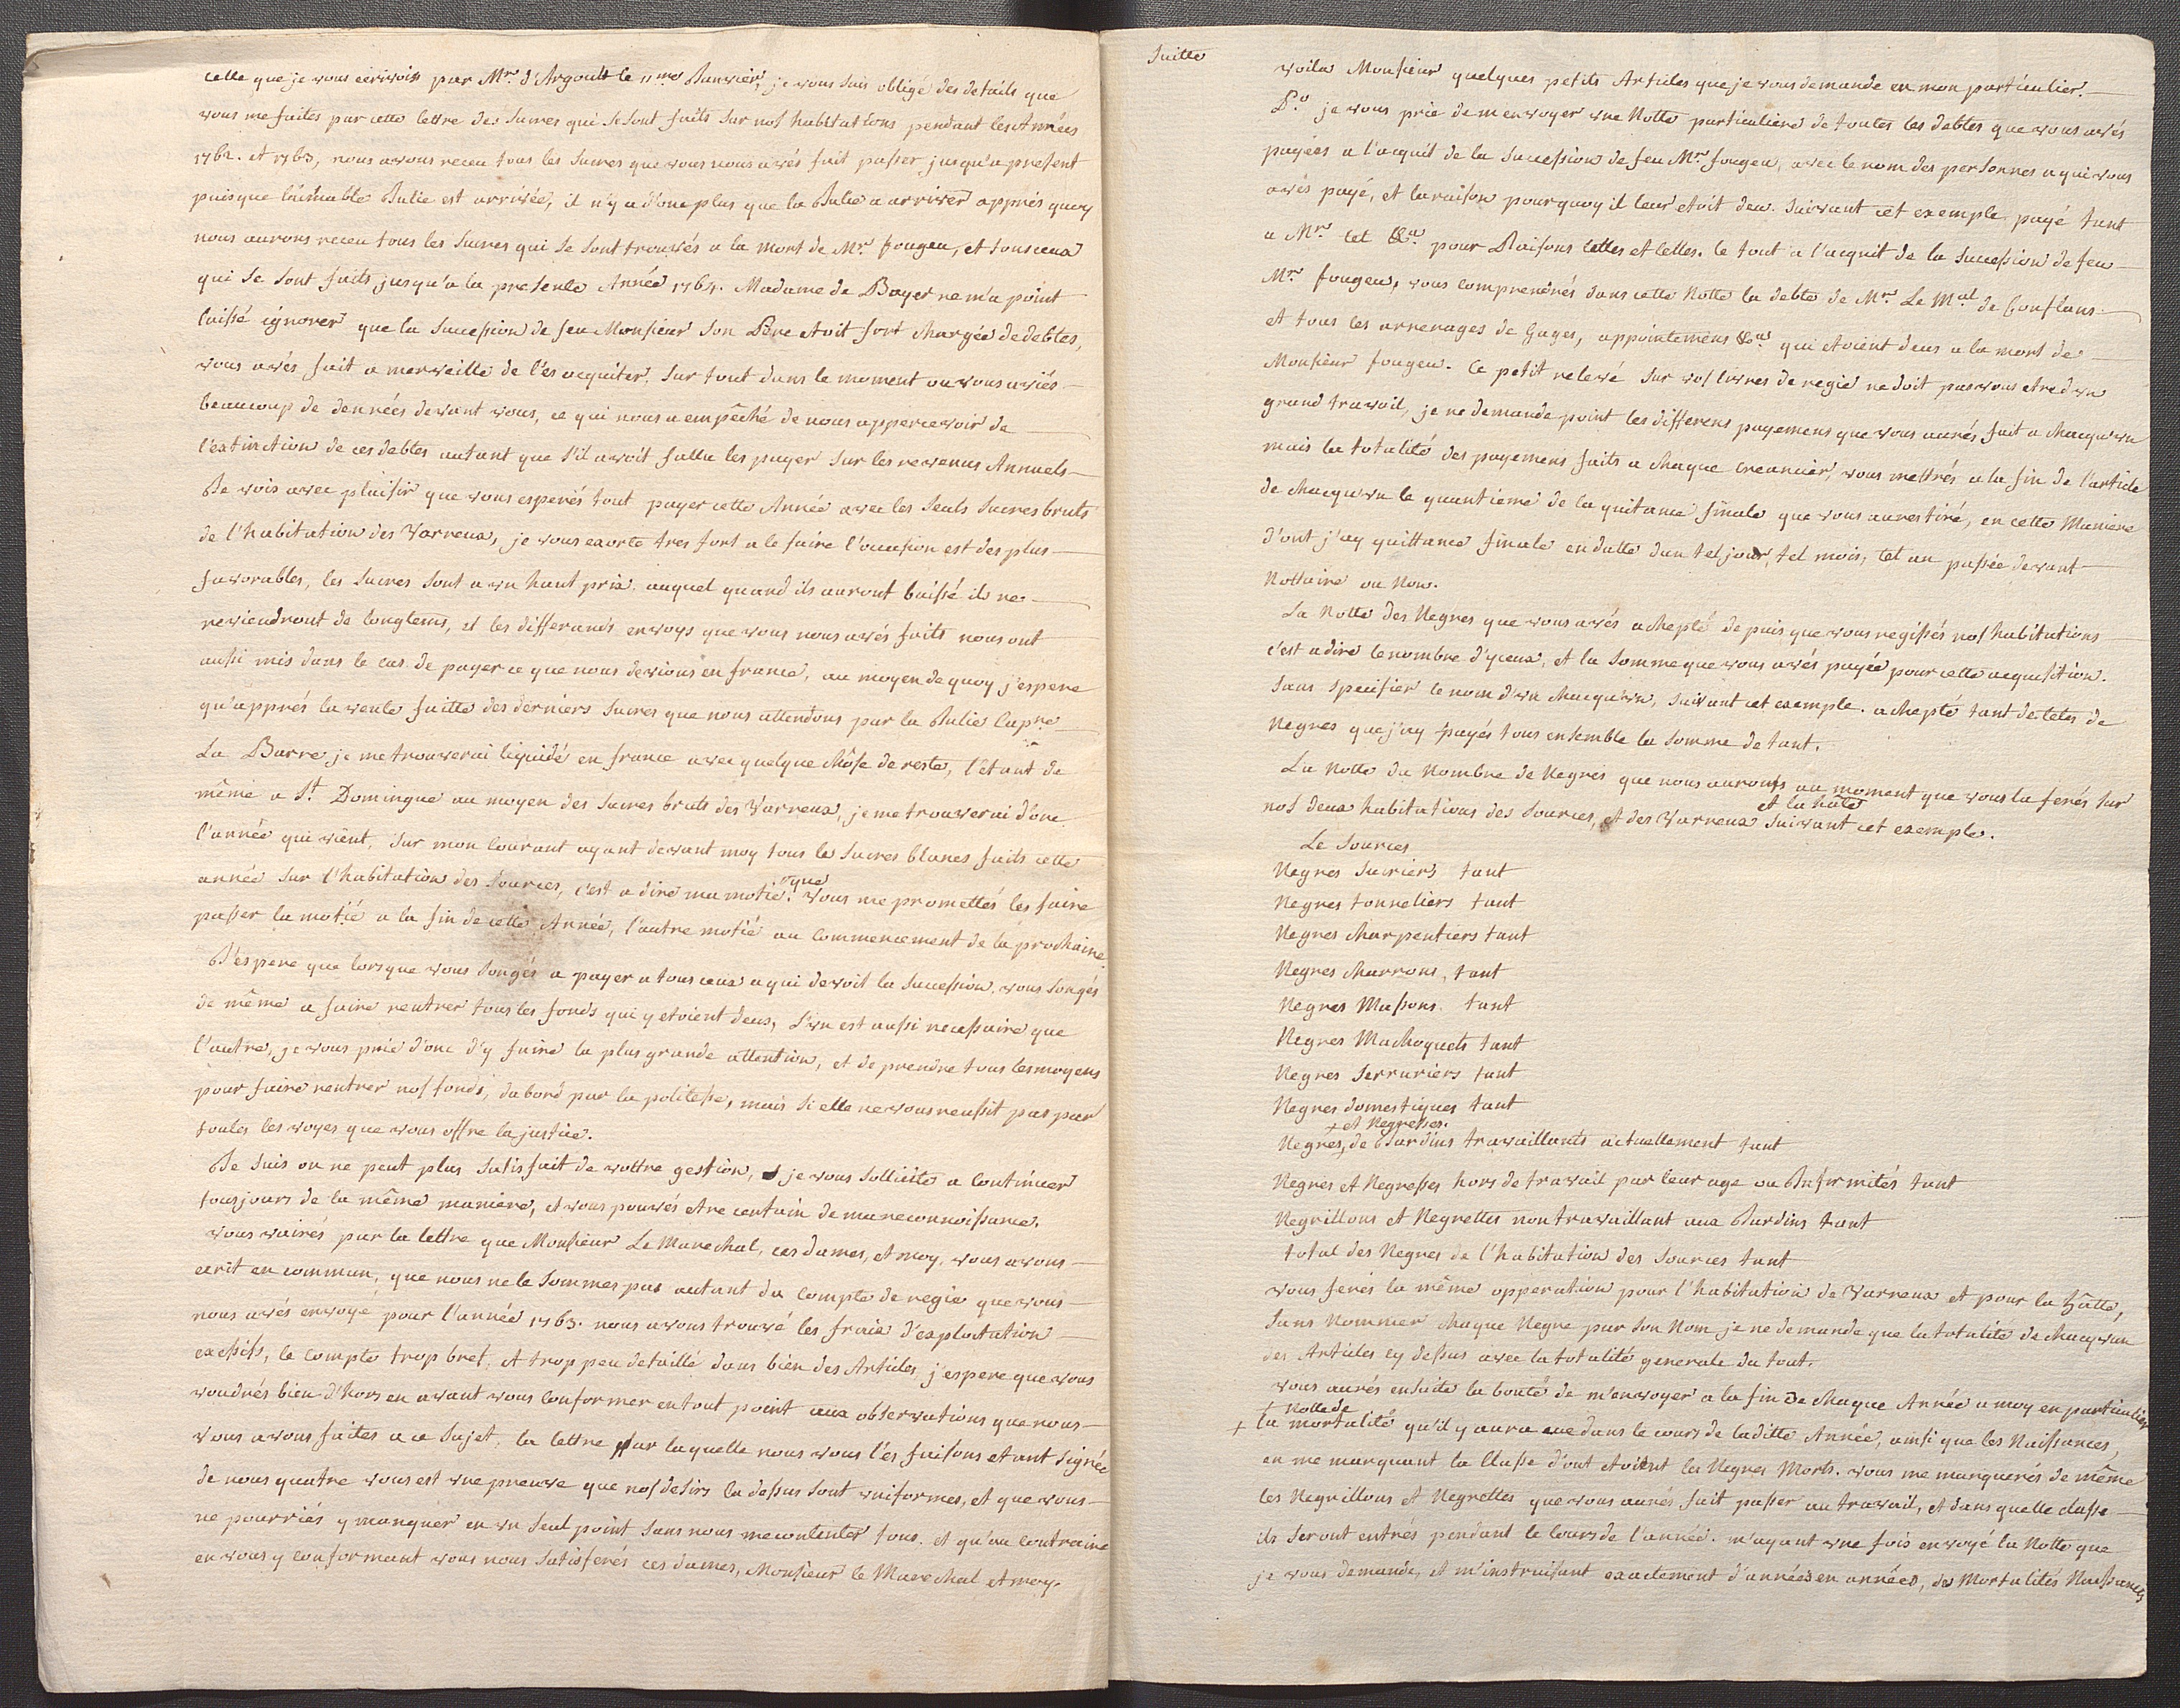 celle que je vous ecrivois par Mr. d'Argoult le 11me Janvier, je vous suis obligé des details que
vous me faites par cette lettre des sucres qui se sont faits sur nos habitations pendant les Années
1762. et 1763, nous avons receu tous les sucres que vous nous avés fait passer jusqu'a present
puisque l'aimable Julie est arrivée, il n'y a d'onc plus que la Julie a arriver apprés quoy
nous aurons receu tous les sucres qui se sont trouvés a la mort de Mr. fougeu, et tous ceux
qui se sont faits jusqu'a la presente Année 1764. Madame de Bayer ne m'a point
laissé ignorer que la succession de feu Monsieur son Pere etoit fort chargée de debtes,
vous avés fait a merveille de l'és acquiter, sur tout dans le moment ou vous aviés
beaucoup de denrées devant vous, ce qui nous a empêché de nous appercevoir de
l'extinction de ces debtes autant que s'il avoit fallu les payer sur les revenus Annuels
Je vois avec plaisir que vous esperés tout payer cette Année avec les seuls sucres bruts
de l'habitation des Varreux, je vous exorte tres fort a le faire l'occasion est des plus
favorables, les sucres sont a un haut prix. auquel quand ils auront baissé ils ne
reviendront de longtems, et les differands envoys que vous nous avés faits nous ont
aussi mis dans le cas de payer ce que nous devions en france, au moyen de quoy j'espere
qu'apprés la vente faitte des derniers sucres que nous attendons par la Julie Capne
La Barre je me trouverai liquidé en france avec quelque chôse de reste, l'étant de
même a St. Domingue au moyen des sucres bruts des Varreux, je me trouverai d'onc
l'année qui vient, sur mon courant ayant devant moy tous les sucres blancs faits cette
année sur l'habitation des sources, c'est a dire ma motié. que vous me promettés les faire
passer la motié a la fin de cette Année, l'autre motié au commencement de la prochaine.
J'espere que lorsque vous songés a payer a tous ceux a qui devoit la succession, vous songés
de même a faire rentrer tous les fonds qui y etoient deus, l'un est aussi necessaire que
l'autre, je vous prie d'onc d'y faire la plus grande attention, et de prendre tous les moyens
pour faire rentrer nos fonds, dabord par la politesse, mais si elle ne vous reussit pas par
toutes les voyes que vous offre la justice.
Je suis on ne peut plus satisfait de vottre gestion, je vous sollicite a continuer
tousjours de la même maniere, et vous pouvés etre certain de ma reconnoissance.
vous vairés par la lettre que Monsieur Le Marechal, ces dames, et moy, vous avons
ecrit en commun, que nous ne le sommes pas autant du compte de regie que vous
nous avés envoyé pour l'année 1763. nous avons trouvé les frais d'exploitation
excessifs, le compte trop bref, et trop peu detaillé dans bien des Articles, j'espere que vous
voudrés bien d'hors en avant vous conformer en tout point aux observations que nous
vous avons faites a ce sujet, la lettre par laquelle nous vous l'és faisons etant signée
de nous quatre vous est une preuve que nos desirs la dessus sont uniformes, et que vous
ne pourriés y manquer en un seul point sans nous mecontenter tous. et qu'au contraire
en vous y conformant vous nous satisferés ces dames, Monsieur le Marechal et moy.
Suitte
voila Monsieur quelques petits Articles que je vous demande en mon particulier.
P.o je vous prie de m'envoyer une Notte particuliere de toutes les debtes que vous avés
payées a l'acquit de la succession de feu Mr. fougeu, avec le nom des personnes a qui vous
avés payé, et la raison pourquoy il leur etoit deu. suivant cet exemple. payé tant
a Mr. tel &a. pour Raisons telles et telles. le tout a l'acquit de la succession de feu
Mr. fougeu, vous comprendrés dans cette Notte la debte de Mr. Le Mal de Conflans
et tous les arrerages de Gages, appointemens &a. qui etoient deus a la mort de
Monsieur fougeu. Ce petit relevé sur vos livres de regie ne doit pas vous etre d'un
grand travail, je ne demande point les differens payemens que vous aurés fait a chacqu'un
mais la totalité des payemens faits a chaque creancier, vous mettrés a la fin de l'article
de chacqu'un le quantieme de la quitance finale que vous aurés tiré, en cette Maniere
d'ont j'ay quittance finale en datte d'un tel jour, tel mois, tel an passée devant
Nottaire ou Non.
La Notte des Negres que vous avés achepté depuis que vous regissés nos habitations
c'est a dire le nombre d'yceux, et la somme que vous avés payée pour cette acquesition.
sans specifier le nom d'un chacqu'un, suivant cet exemple. achepté tant de tetes de
Negres que j'ay payés tous ensemble la somme de tant.
La Notte du Nombre de Negres que nous aurons au moment que vous la ferés sur
nos deux habitations des Sources, et des Varreux et la hâte suivant cet exemple.
Le Sources
Negres Sucriers tant
Negres tonneliers tant
Negres charpentiers tant
Negres charrons, tant
Negres Massons tant
Negres Machoquets tant
Negres Serruriers tant
Negres domestiques tant
+ et Negresses.
Negres, de Jardins travaillants actuellement tant
Negres et Negresses hors de travail par leur age ou Infirmités tant
Negrillons et Negrettes non travaillant aux Jardins tant
total des Negres de l'habitation des Sources tant
vous ferés la même opperation pour l'habitation de Varreux et pour la hâtte,
sans Nommer chaque Negre par son Nom je ne demande que la totalité de chacqu'un
des Articles cy dessus avec la totalité generale du tout.
vous aurés ensuite la bonté de m'envoyer a la fin de chaque Année a moy en particulier
+ Notte de
la mortalité qu'il y aura eue dans le cours de laditte Année, ainsi que les Naissances,
en me marquant la Classe d'ont etoient les Negres Morts. vous me marquerés de même
les Negrillons et Negrettes que vous aurés fait passer au travail, et dans quelle classe
ils seront entrés pendant le cours de l'année. m'ayant une fois envoyé la Notte que
je vous demande, et m'instruisant exactement d'années en années, des Mortalités Naissances